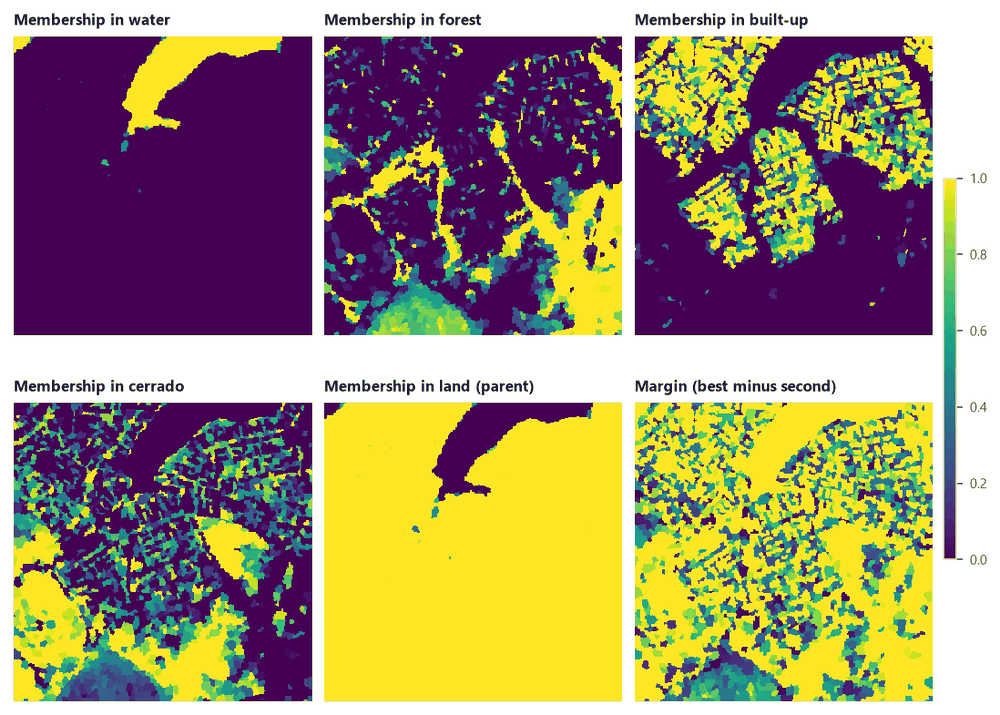 Membership in water
Membership in forest
Membership in built-up
1.0
0.8
0.6
0.4
0.2
0.0
Membership in cerrado
Membership in land (parent)
Margin (best minus second)